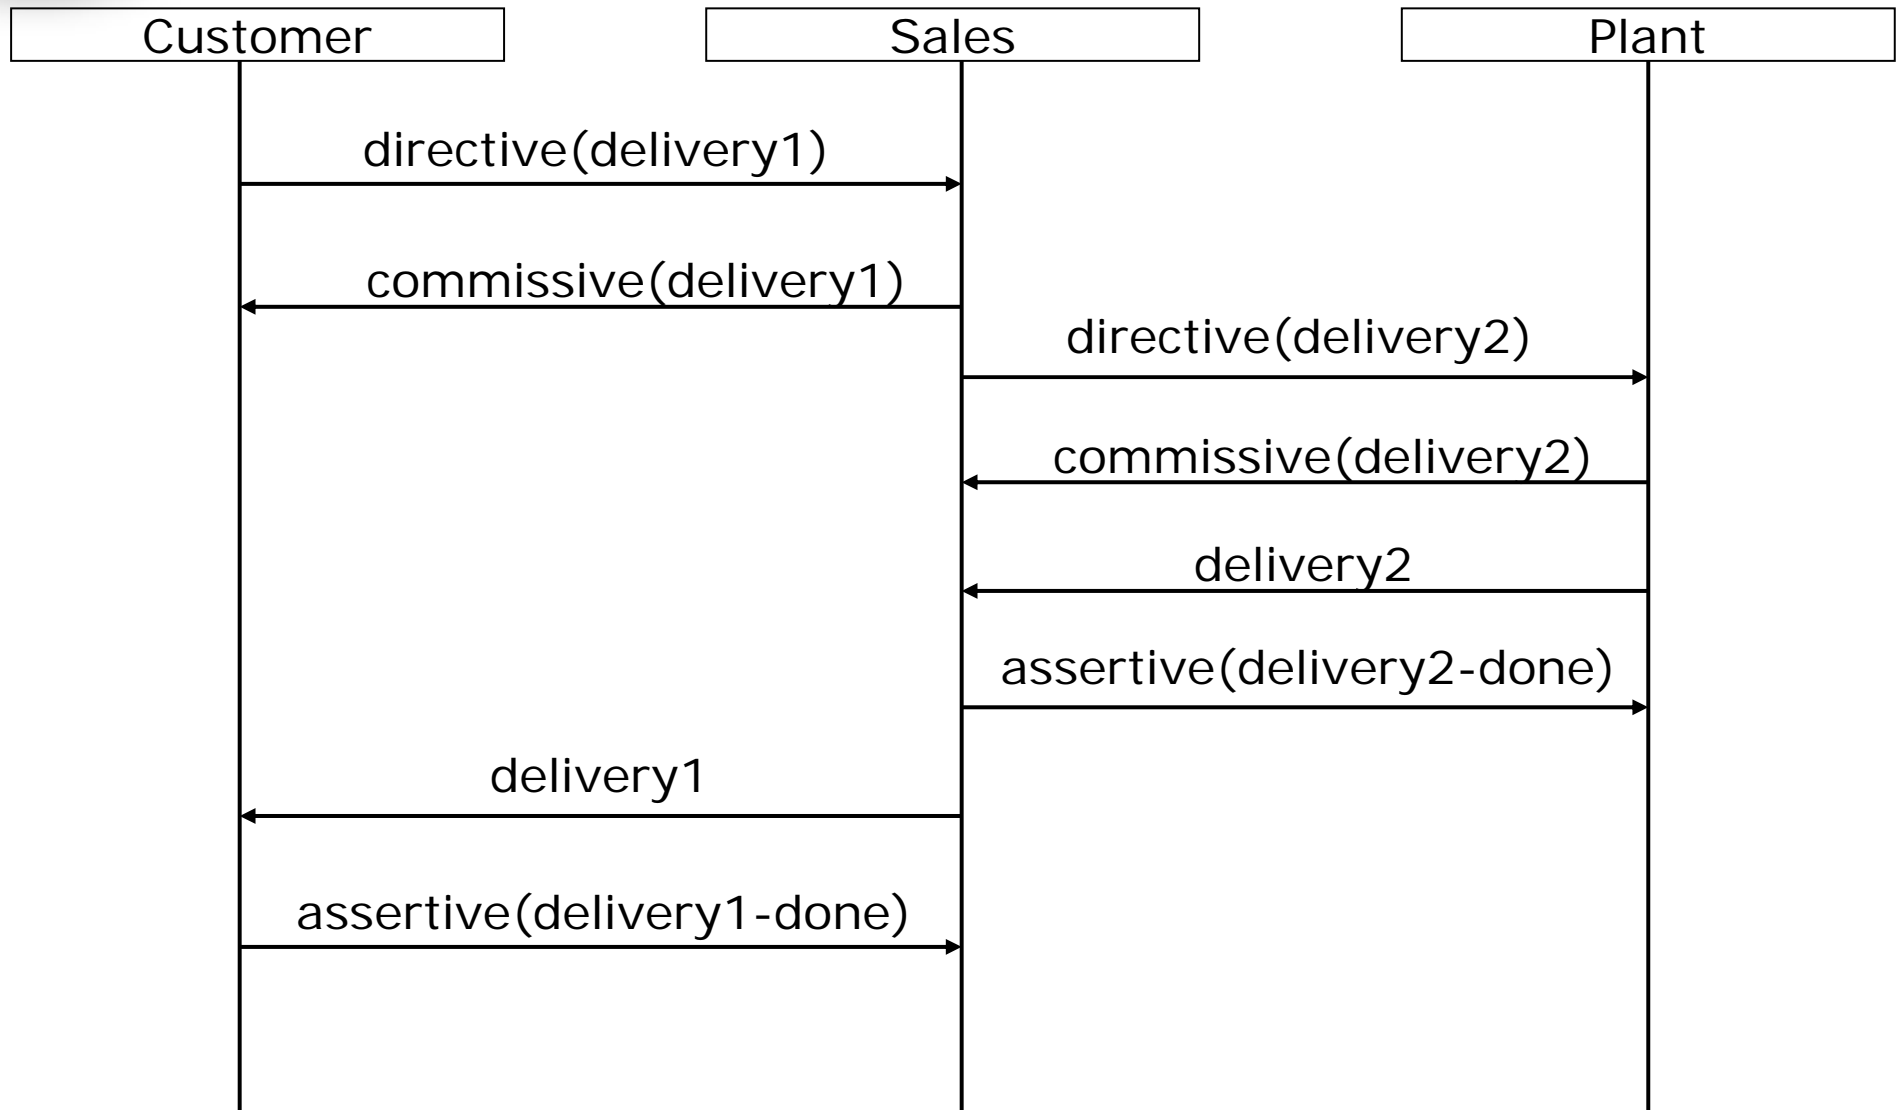 Customer
Sales
Plant
directive(delivery1)
commissive(delivery1)
directive(delivery2)
commissive(delivery2)
delivery2
assertive(delivery2-done)
delivery1
assertive(delivery1-done)